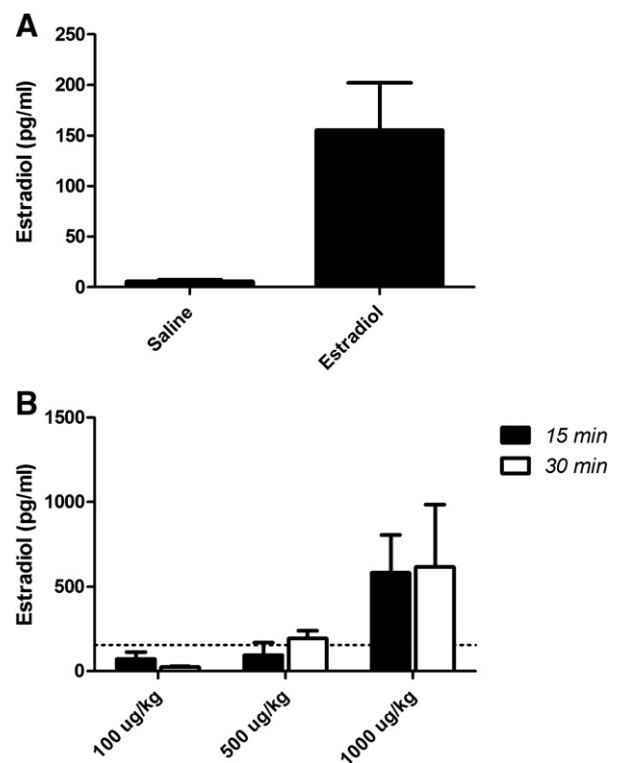 A
Estradiol (pg/ml)
250
200
150
100
50
0
Saline
Estradiol
B
Estradiol (pg/ml)
1500
1000
500
0
100 ug/kg
500 ug/kg
1000 ug/kg
15 min
30 min